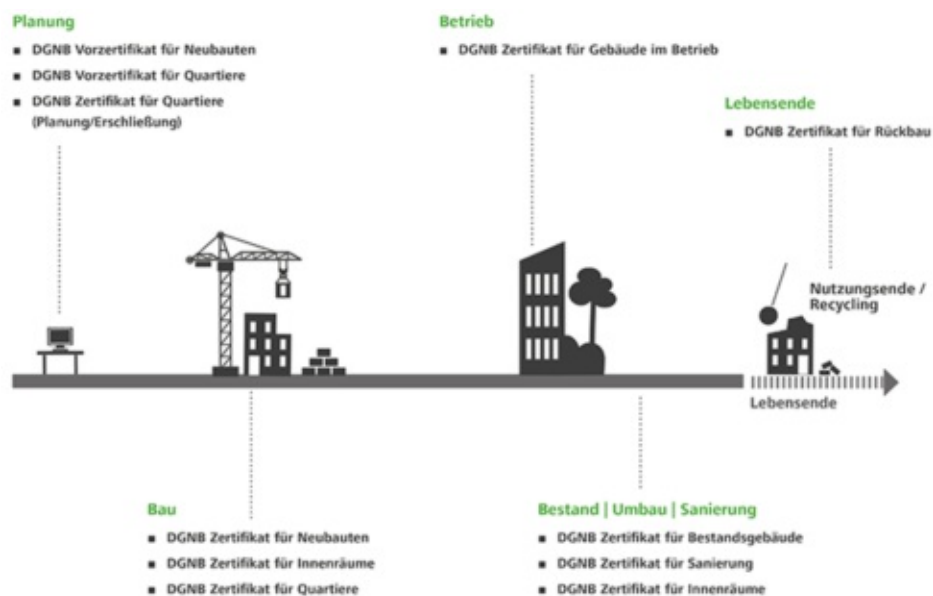 Planung
▪ DGNB Vorzertifikat für Neubauten
▪ DGNB Vorzertifikat für Quartiere
▪ DGNB Zertifikat für Quartiere
(Planung/Erschließung)
Betrieb
▪ DGNB Zertifikat für Gebäude im Betrieb
Lebensende
▪ DGNB Zertifikat für Rückbau
Nutzungsende /
Recycling
Lebensende
Bau
▪ DGNB Zertifikat für Neubauten
▪ DGNB Zertifikat für Innenräume
▪ DGNB Zertifikat für Quartiere
Bestand | Umbau | Sanierung
▪ DGNB Zertifikat für Bestandsgebäude
▪ DGNB Zertifikat für Sanierung
▪ DGNB Zertifikat für Innenräume